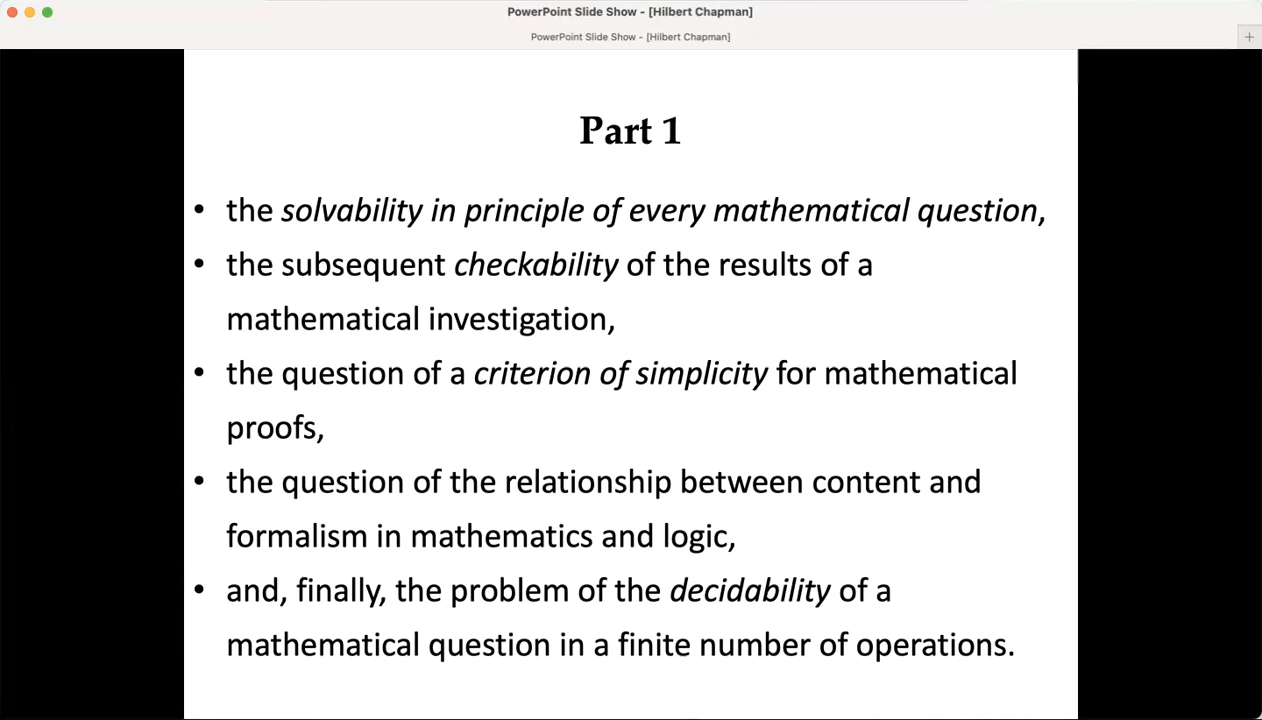 PowerPoint Slide Show - [Hilbert Chapman]
PowerPoint Slide Show - [Hilbert Chapman]
+
Part 1
• the solvability in principle of every mathematical question,
• the subsequent checkability of the results of a
mathematical investigation,
• the question of a criterion of simplicity for mathematical
proofs,
• the question of the relationship between content and
formalism in mathematics and logic,
• and, finally, the problem of the decidability of a
mathematical question in a finite number of operations.